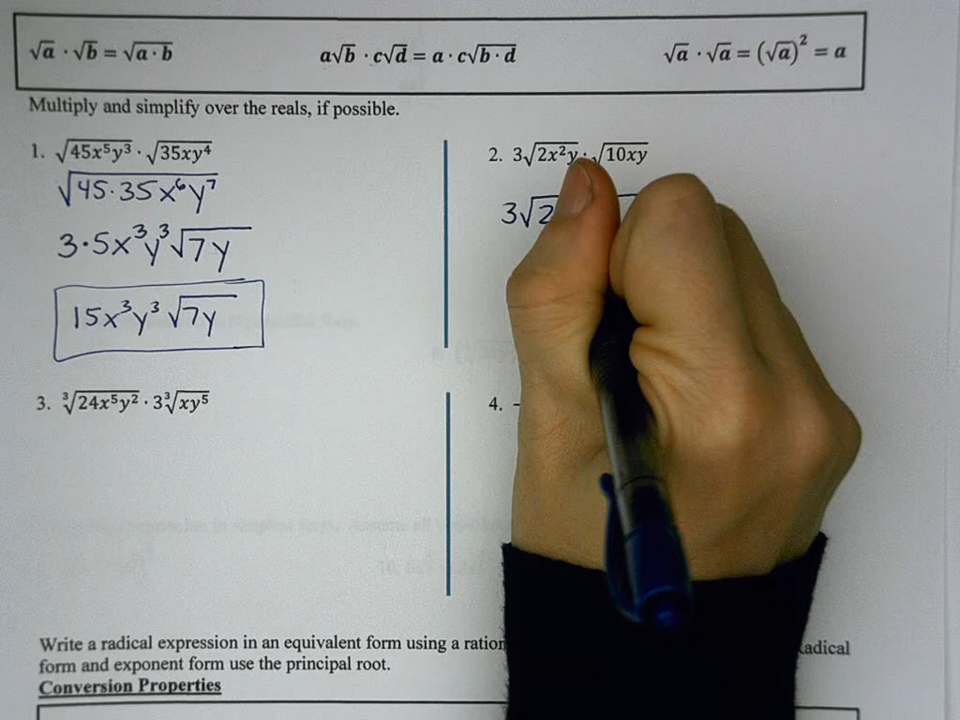 √a · √b = √a · b   a√b · c√d = a · c√b · d   √a · √a = (√a)² = a
Multiply and simplify over the reals, if possible.
1. √45x⁵y³ · √35xy⁴
√45·35x⁶y⁷
3·5x³y³√7y
15x³y³√7y
2. 3√2x²y · √10xy
3√2
3. ³√24x⁵y² · 3³√xy⁵
4. -
Write a radical expression in an equivalent form using a
form and exponent form use the principal root.
Conversion Properties